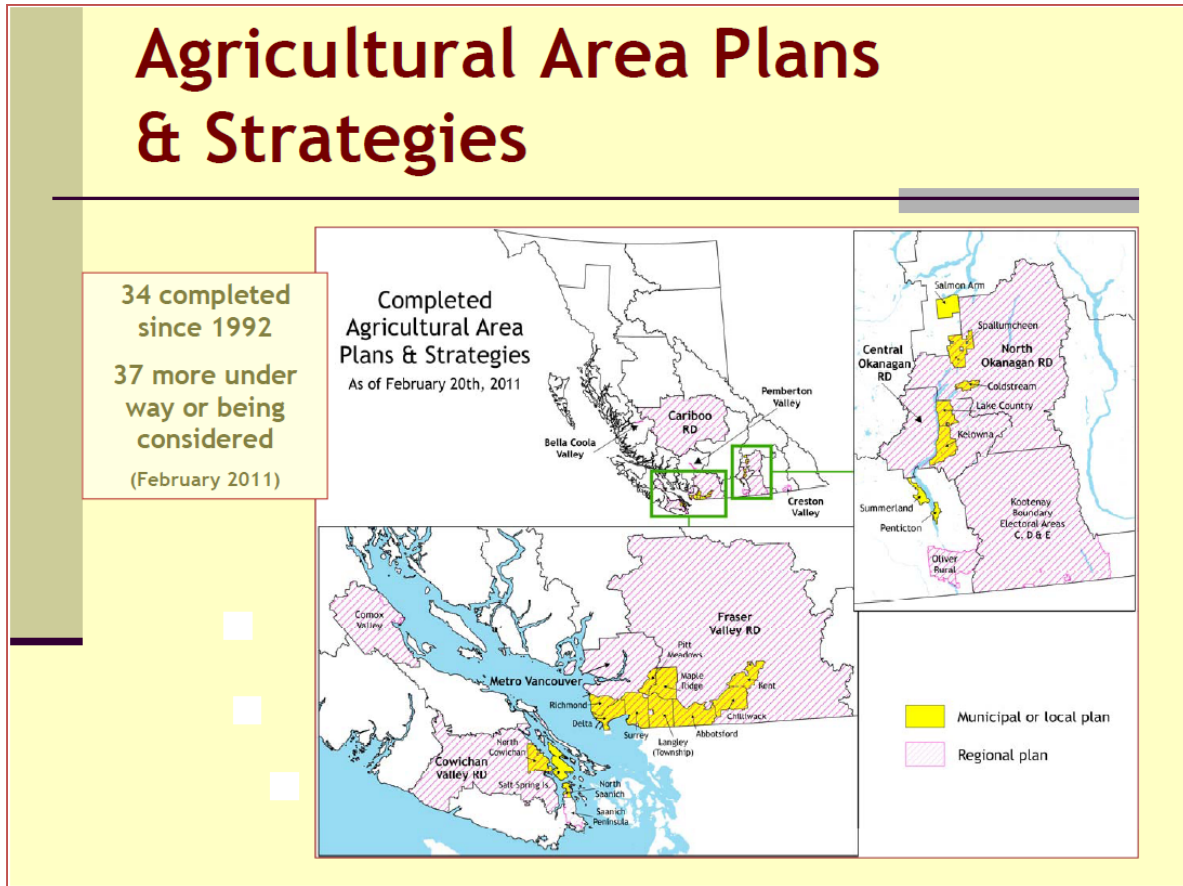 Agricultural Area Plans
& Strategies
34 completed
since 1992
37 more under
way or being
considered
(February 2011)
Completed
Agricultural Area
Plans & Strategies
As of February 20th, 2011
Pemberton
Valley
Cariboo
RD
Bella Coola
Valley
Creston
Valley
Salmon Arm
Spallumcheen
Central
Okanagan
RD
North
Okanagan RD
Coldstream
Lake Country
Kelowna
Summerland
Penticton
Kootenay
Boundary
Electoral Areas
C, D & E
Oliver
Rural
Comox
Valley
Fraser
Valley RD
Pitt
Meadows
Metro Vancouver
Maple
Ridge
Kent
Richmond
Delta
Chilliwack
Surrey
Abbotsford
Langley
(Township)
North
Cowichan
Cowichan
Valley RD
Salt Spring Is.
North
Saanich
Saanich
Peninsula
Municipal or local plan
Regional plan